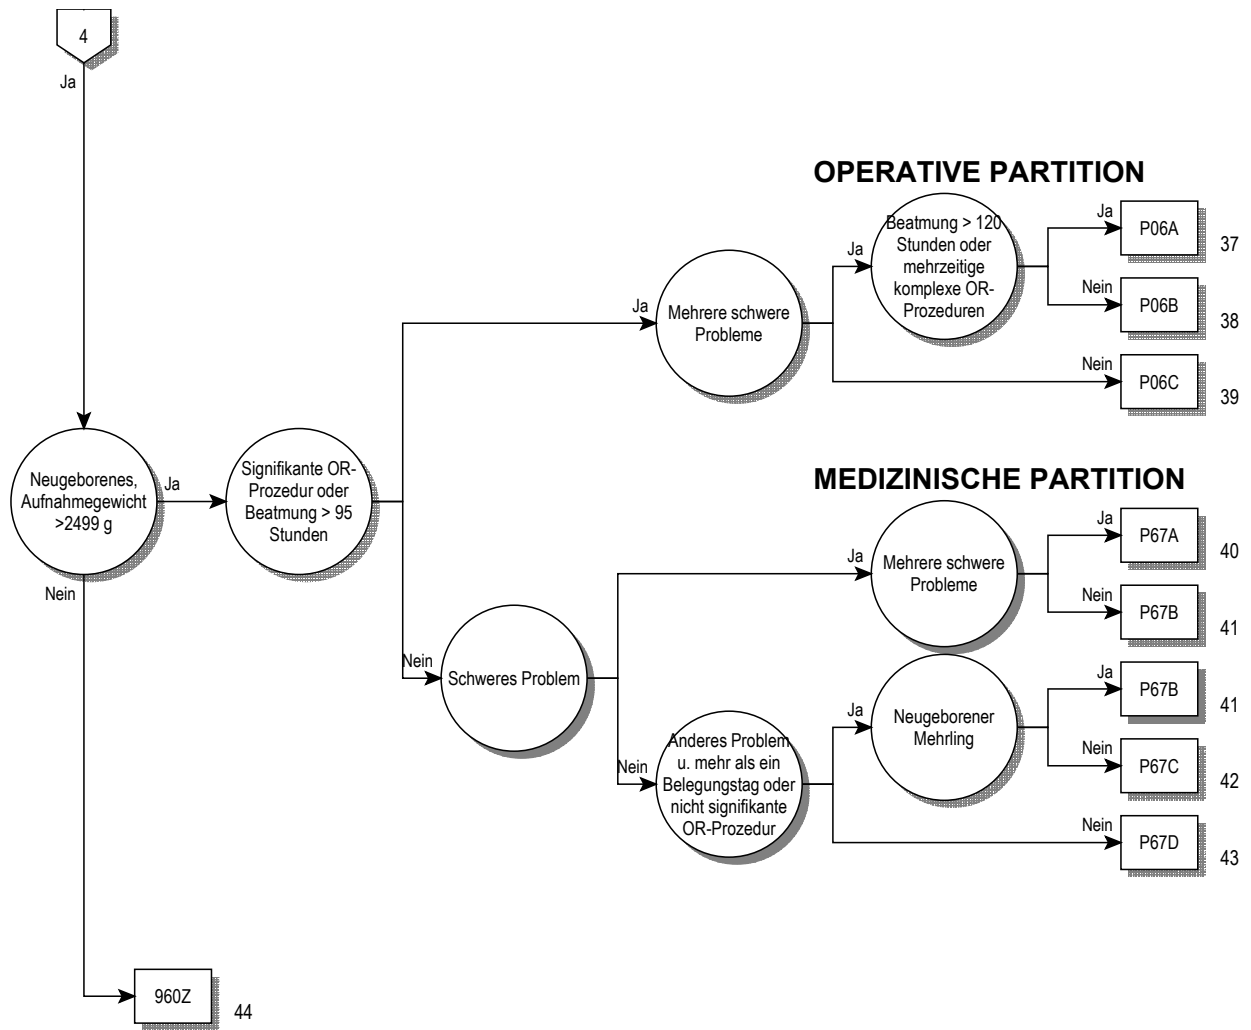 4
Ja
OPERATIVE PARTITION
Beatmung > 120
Stunden oder
mehrzeitige
komplexe OR-
Prozeduren
Ja
P06A
37
Ja
Nein
P06B
38
Ja
Mehrere schwere
Probleme
Nein
P06C
39
Neugeborenes,
Aufnahmegewicht
>2499 g
Ja
Signifikante OR-
Prozedur oder
Beatmung > 95
Stunden
MEDIZINISCHE PARTITION
Ja
P67A
40
Ja
Mehrere schwere
Probleme
Nein
P67B
41
Nein
Nein
Schweres Problem
Ja
P67B
41
Ja
Neugeborener
Mehrling
Nein
Anderes Problem
u. mehr als ein
Belegungstag oder
nicht signifikante
OR-Prozedur
Nein
P67C
42
Nein
P67D
43
960Z
44